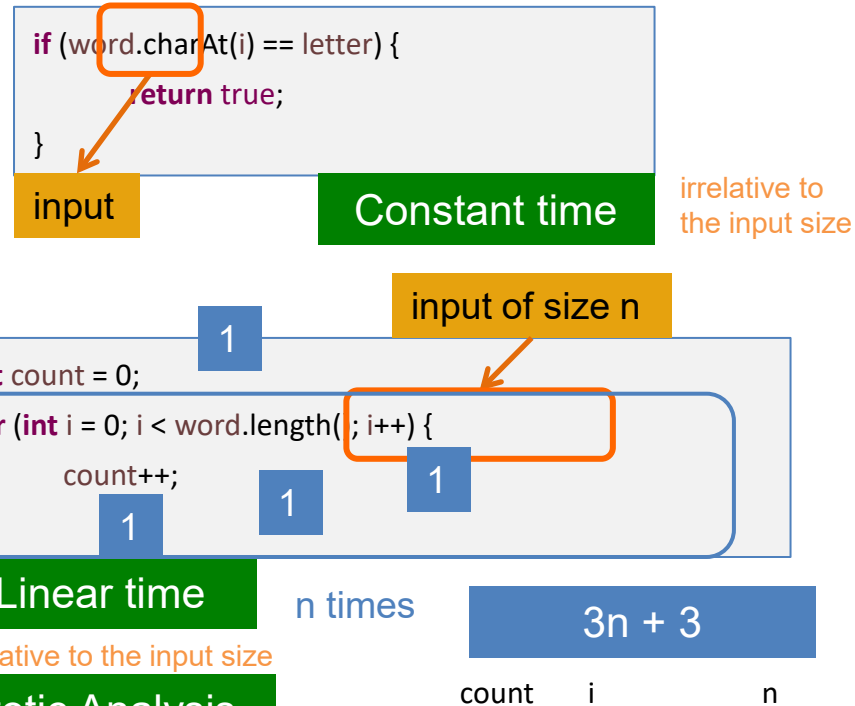 if (word.charAt(i) == letter) {
return true;
}
input
Constant time
irrelative to
the input size
input of size n
1
t count = 0;
r (int i = 0; i < word.length(); i++) {
count++;
1
1
1
Linear time
n times
3n + 3
ative to the input size
count i n